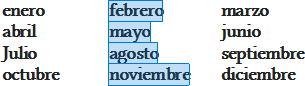 enero febrero marzo
abril mayo junio
Julio agosto septiembre
octubre noviembre diciembre